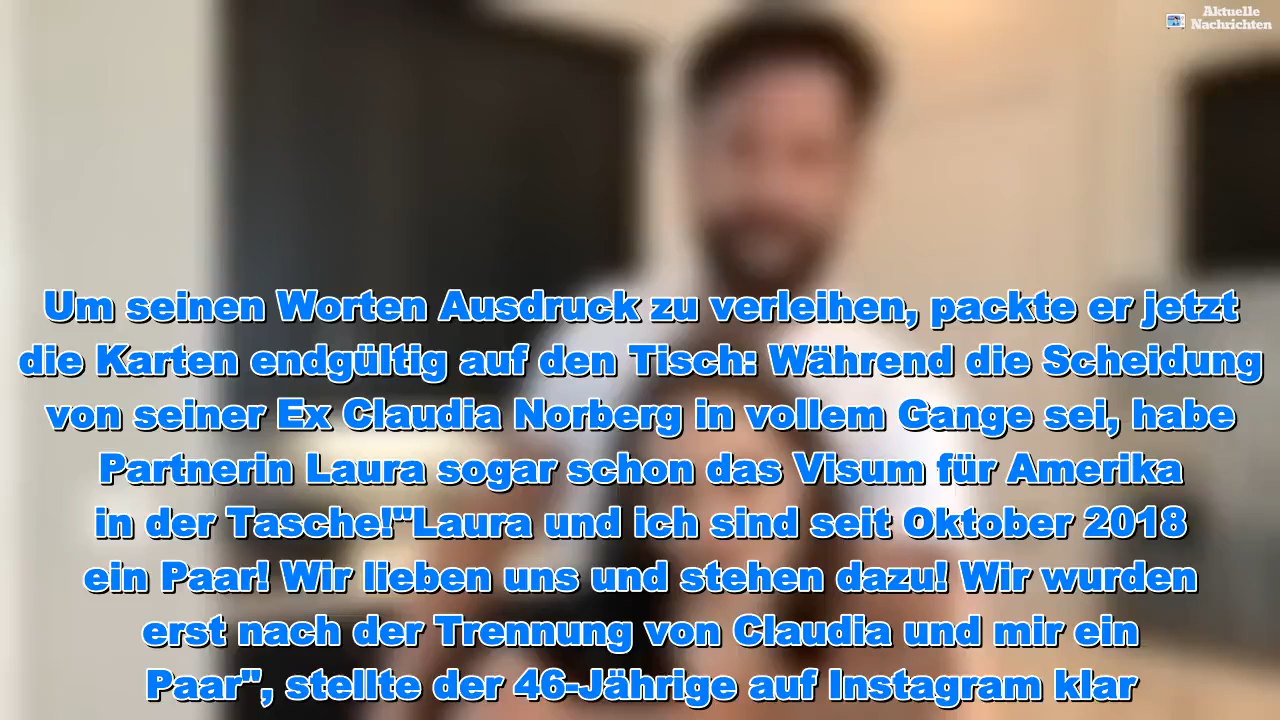 Aktuelle
Nachrichten
Um seinen Worten Ausdruck zu verleihen, packte er jetzt
die Karten endgültig auf den Tisch: Während die Scheidung
von seiner Ex Claudia Norberg in vollem Gange sei, habe
Partnerin Laura sogar schon das Visum für Amerika
in der Tasche!"Laura und ich sind seit Oktober 2018
ein Paar! Wir lieben uns und stehen dazu! Wir wurden
erst nach der Trennung von Claudia und mir ein
Paar", stellte der 46-Jährige auf Instagram klar